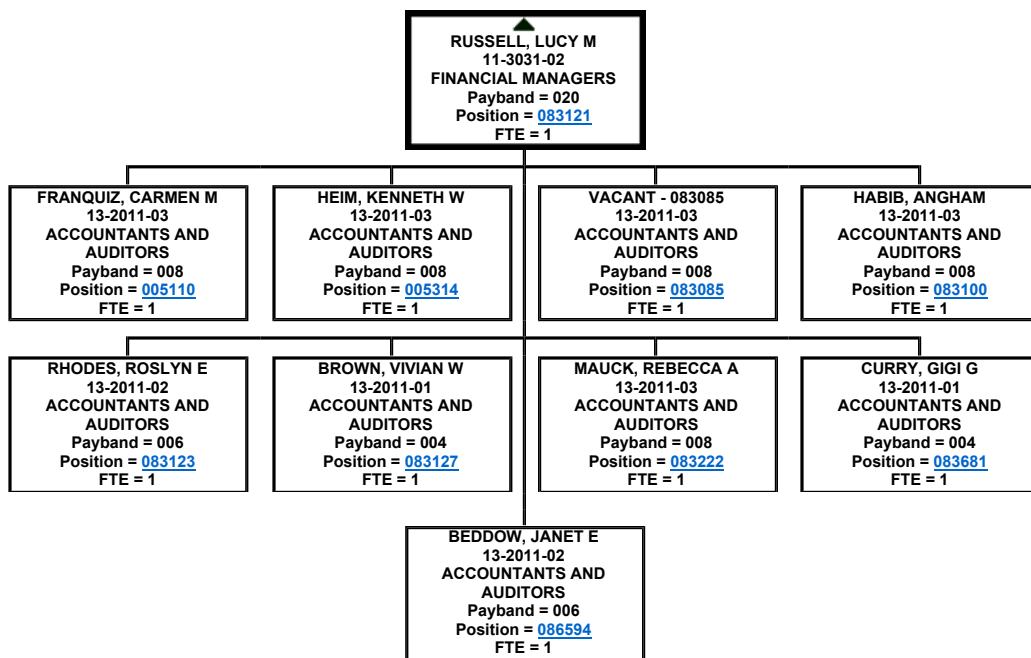 RUSSELL, LUCY M
11-3031-02
FINANCIAL MANAGERS
Payband = 020
Position = 083121
FTE = 1
FRANQUIZ, CARMEN M
13-2011-03
ACCOUNTANTS AND
AUDITORS
Payband = 008
Position = 005110
FTE = 1
HEIM, KENNETH W
13-2011-03
ACCOUNTANTS AND
AUDITORS
Payband = 008
Position = 005314
FTE = 1
VACANT - 083085
13-2011-03
ACCOUNTANTS AND
AUDITORS
Payband = 008
Position = 083085
FTE = 1
HABIB, ANGHAM
13-2011-03
ACCOUNTANTS AND
AUDITORS
Payband = 008
Position = 083100
FTE = 1
RHODES, ROSLYN E
13-2011-02
ACCOUNTANTS AND
AUDITORS
Payband = 006
Position = 083123
FTE = 1
BROWN, VIVIAN W
13-2011-01
ACCOUNTANTS AND
AUDITORS
Payband = 004
Position = 083127
FTE = 1
MAUCK, REBECCA A
13-2011-03
ACCOUNTANTS AND
AUDITORS
Payband = 008
Position = 083222
FTE = 1
CURRY, GIGI G
13-2011-01
ACCOUNTANTS AND
AUDITORS
Payband = 004
Position = 083681
FTE = 1
BEDDOW, JANET E
13-2011-02
ACCOUNTANTS AND
AUDITORS
Payband = 006
Position = 086594
FTE = 1